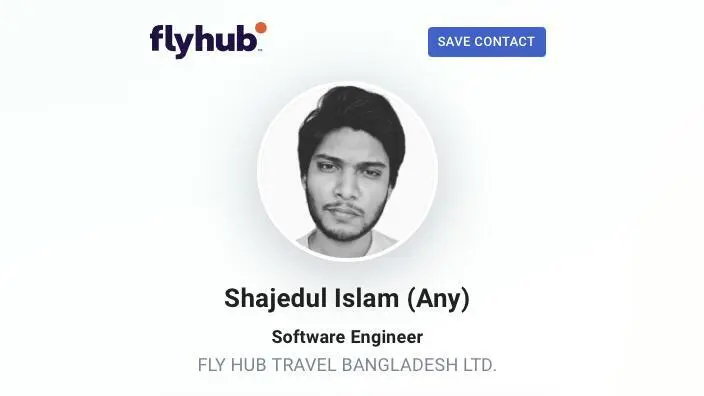 flyhub
SAVE CONTACT
Shajedul Islam (Any)
Software Engineer
FLY HUB TRAVEL BANGLADESH LTD.